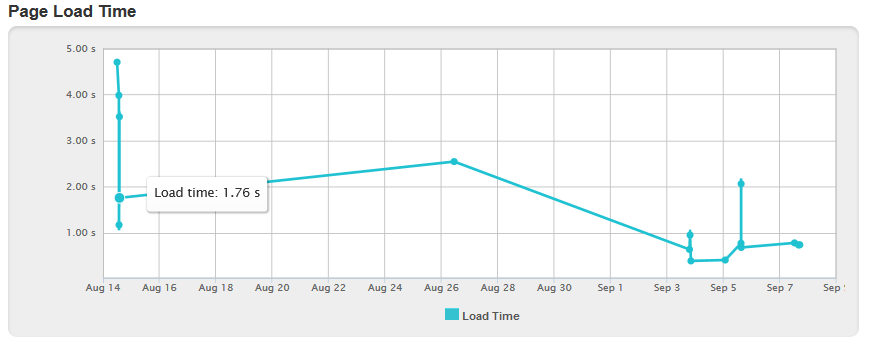 Page Load Time
5.00 s
4.00 s
3.00 s
2.00 s
Load time: 1.76 s
1.00 s
Aug 14 Aug 16 Aug 18 Aug 20 Aug 22 Aug 24 Aug 26 Aug 28 Aug 30 Sep 1 Sep 3 Sep 5 Sep 7 Sep
Load Time